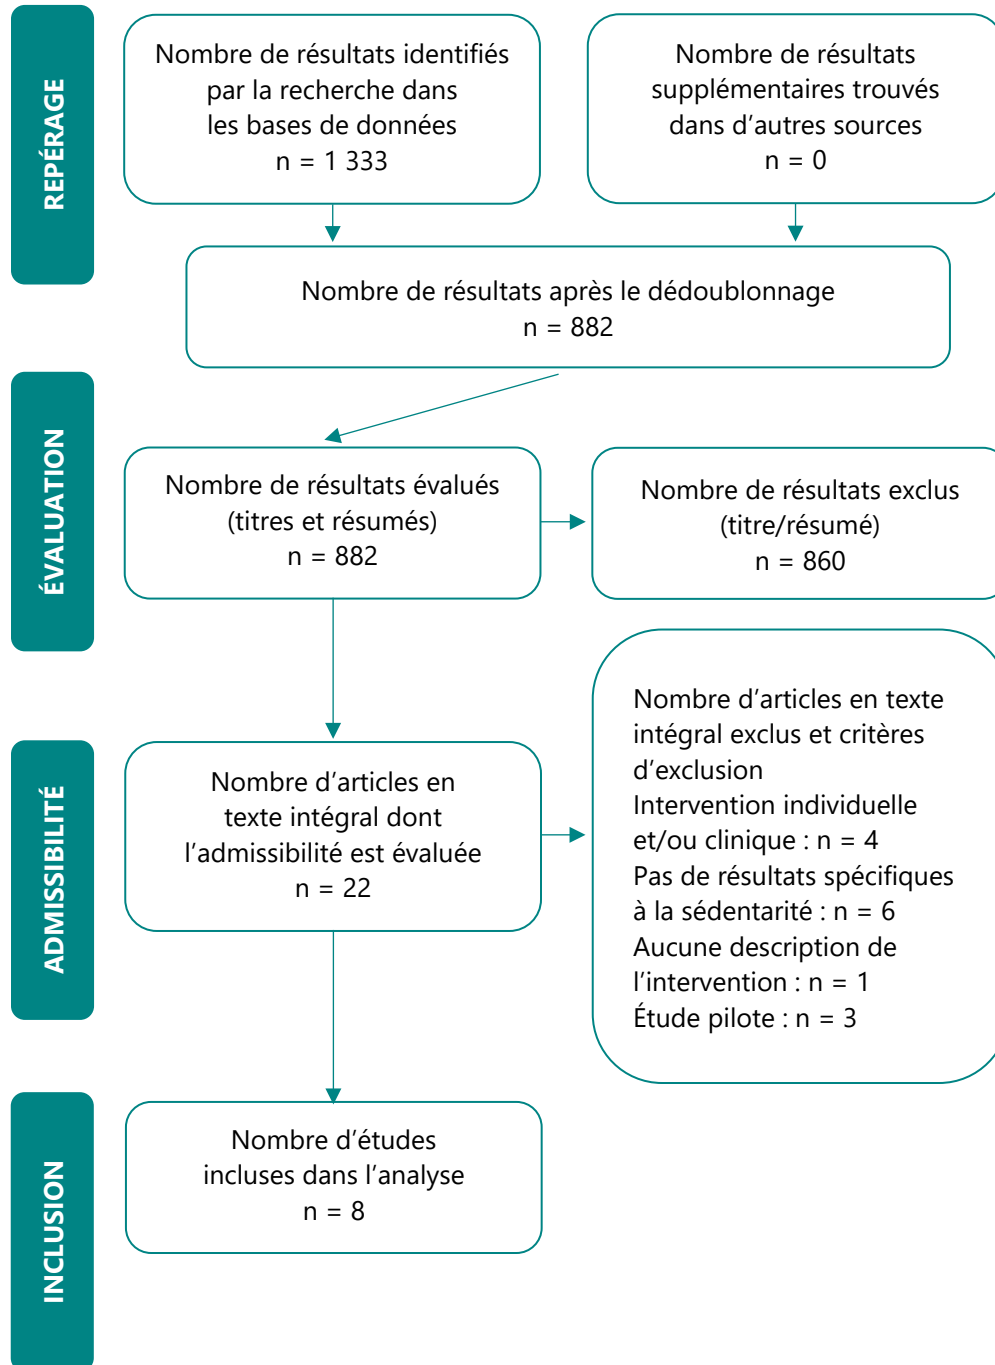 REPÉRAGE
Nombre de résultats identifiés
par la recherche dans
les bases de données
n = 1 333
Nombre de résultats
supplémentaires trouvés
dans d’autres sources
n = 0
Nombre de résultats après le dédoublonnage
n = 882
ÉVALUATION
Nombre de résultats évalués
(titres et résumés)
n = 882
Nombre de résultats exclus
(titre/résumé)
n = 860
ADMISSIBILITÉ
Nombre d’articles en
texte intégral dont
l’admissibilité est évaluée
n = 22
Nombre d’articles en texte
intégral exclus et critères
d’exclusion
Intervention individuelle
et/ou clinique : n = 4
Pas de résultats spécifiques
à la sédentarité : n = 6
Aucune description de
l’intervention : n = 1
Étude pilote : n = 3
INCLUSION
Nombre d’études
incluses dans l’analyse
n = 8